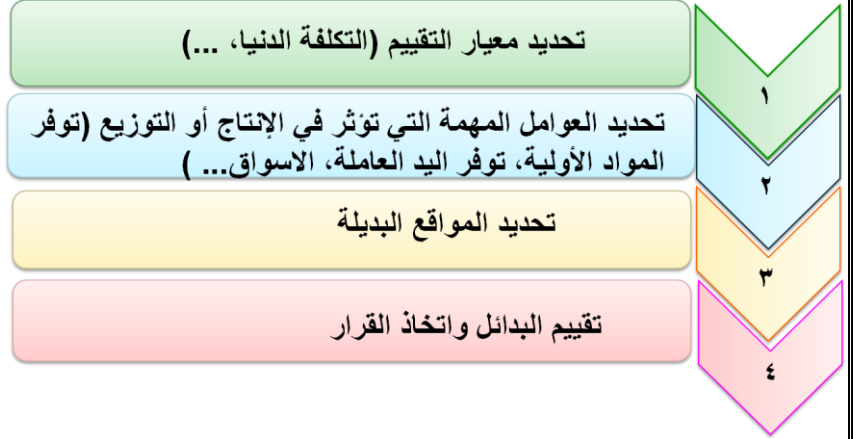 ١
تحديد معيار التقييم (التكلفة الدنيا، ...)
٢
تحديد العوامل المهمة التي تؤثر في الإنتاج أو التوزيع (توفر
المواد الأولية، توفر اليد العاملة، الاسواق... )
٣
تحديد المواقع البديلة
٤
تقييم البدائل واتخاذ القرار